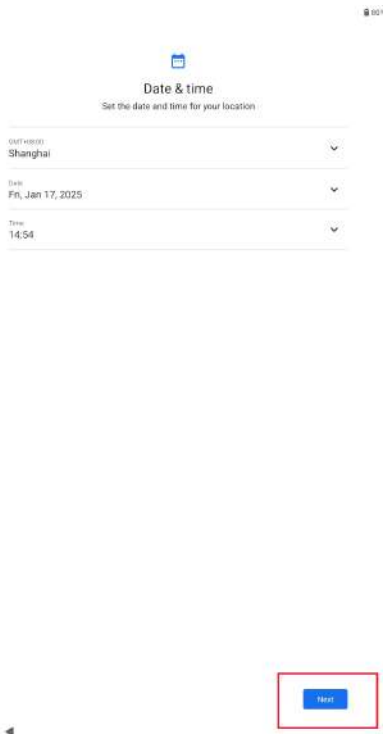 Date & time
Set the date and time for your location
GMT+08:00
Shanghai
Date
Fri, Jan 17, 2025
Time
14:54
Next